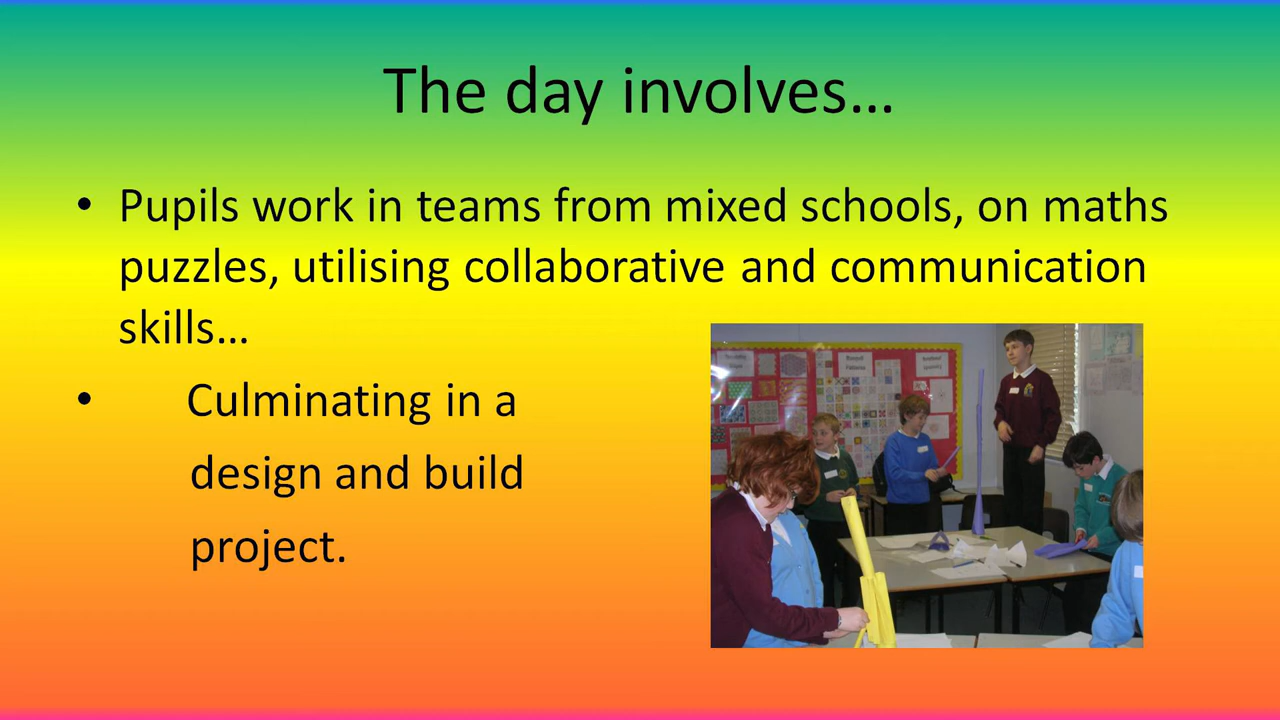 The day involves…
• Pupils work in teams from mixed schools, on maths
puzzles, utilising collaborative and communication
skills…
• Culminating in a
design and build
project.